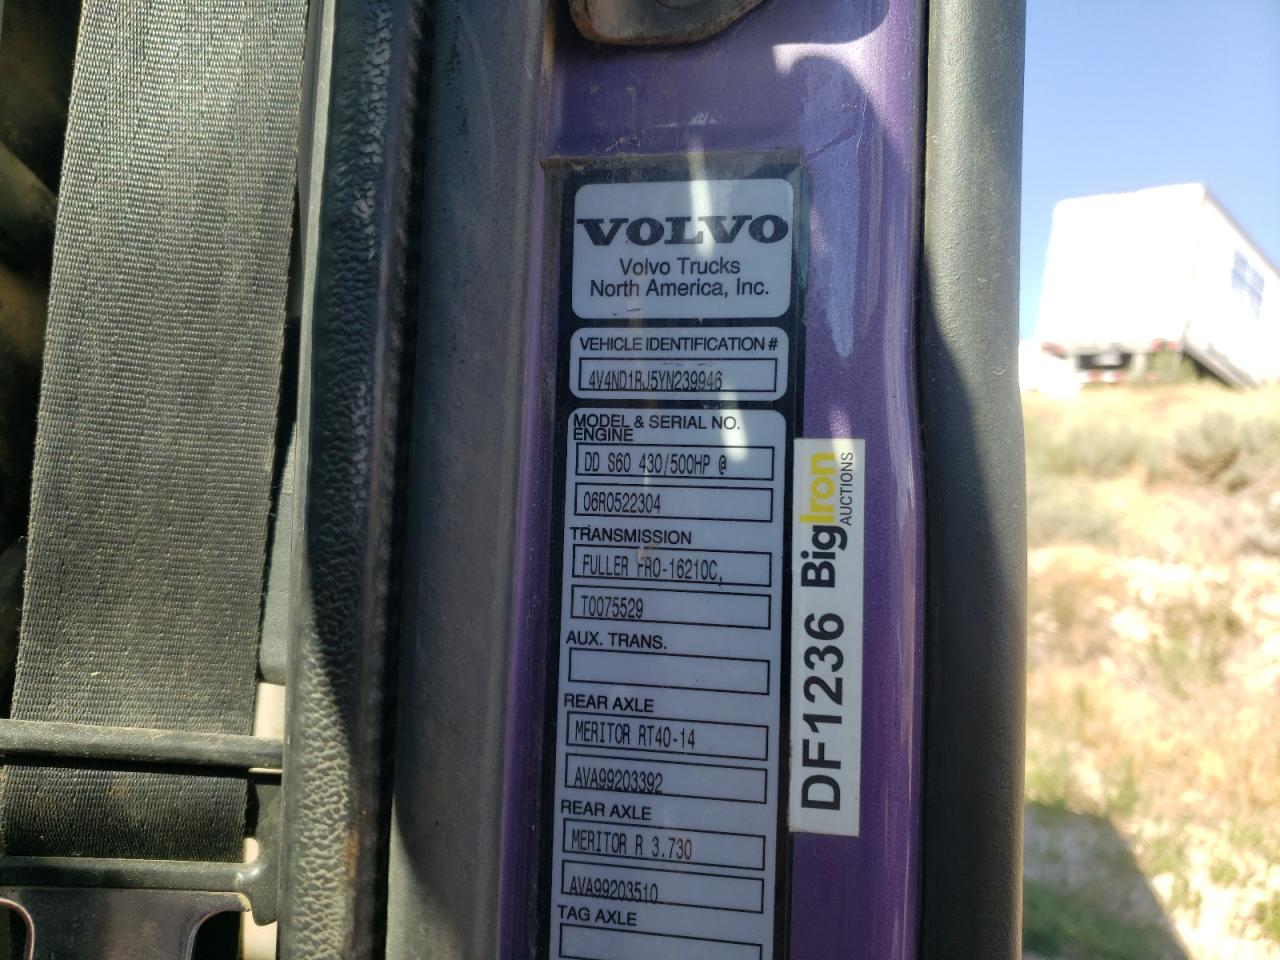 VOLVO
Volvo Trucks
North America, Inc.
VEHICLE IDENTIFICATION #
4V4ND1RJ5YN239946
MODEL & SERIAL NO.
ENGINE
DD S60 430/500HP @
06R0522304
TRANSMISSION
FULLER FRO-16210C,
T0075529
AUX. TRANS.
REAR AXLE
MERITOR RT40-14
AVA99203392
REAR AXLE
MERITOR R 3.730
AVA99203510
TAG AXLE
DF1236 BigIron
AUCTIONS